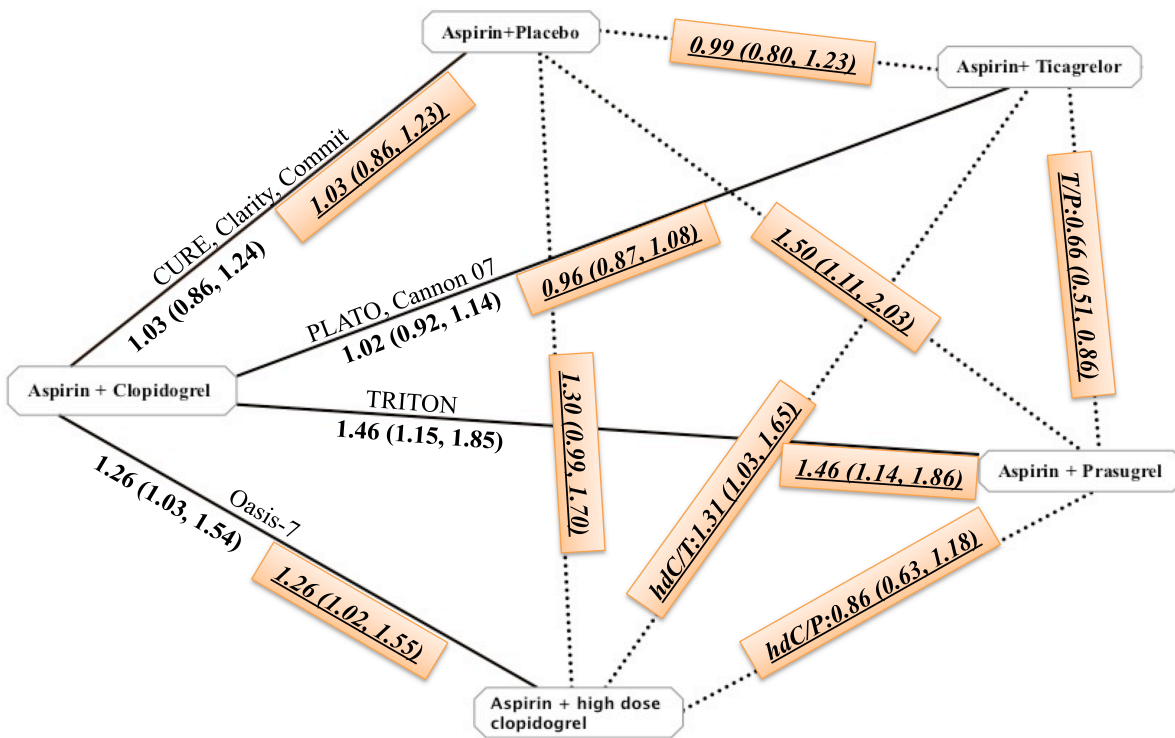 Aspirin+Placebo
0.99 (0.80, 1.23)
Aspirin+ Ticagrelor
CURE, Clarity, Commit
1.03 (0.86, 1.24)
1.03 (0.86, 1.23)
PLATO, Cannon 07
1.02 (0.92, 1.14)
0.96 (0.87, 1.08)
1.50 (1.11, 2.03)
T/P:0.66 (0.51, 0.86)
Aspirin + Clopidogrel
TRITON
1.46 (1.15, 1.85)
1.30 (0.99, 1.70)
hdC/T:1.31 (1.03, 1.65)
1.46 (1.14, 1.86)
Aspirin + Prasugrel
Oasis-7
1.26 (1.03, 1.54)
1.26 (1.02, 1.55)
hdC/P:0.86 (0.63, 1.18)
Aspirin + high dose
clopidogrel